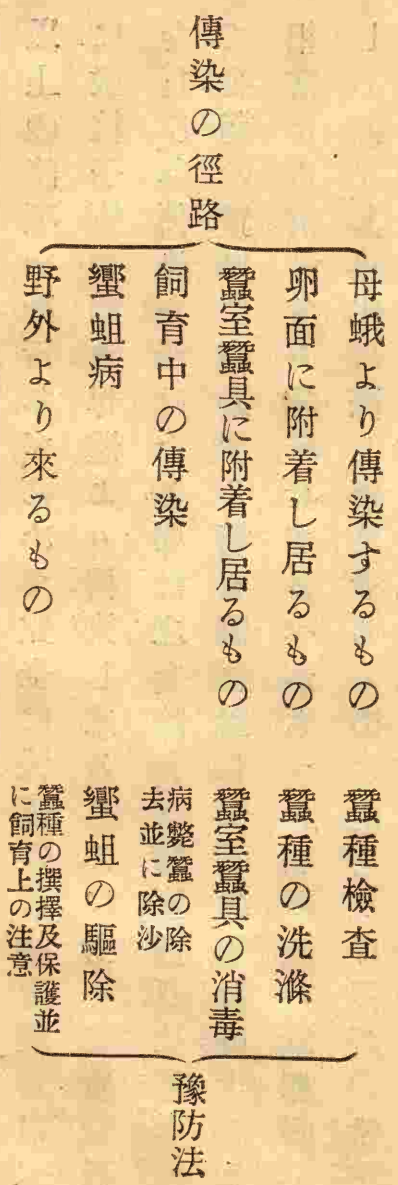 傳染の徑路
母蛾より傳染するもの
卵面に附着し居るもの
蠶室蠶具に附着し居るもの
飼育中の傳染
蠁蛆病
野外より來るもの
蠶種檢査
蠶種の洗滌
蠶室蠶具の消毒
病斃蠶の除
去並に除沙
蠁蛆の驅除
蠶種の撰擇及保護並
に飼育上の注意
豫防法